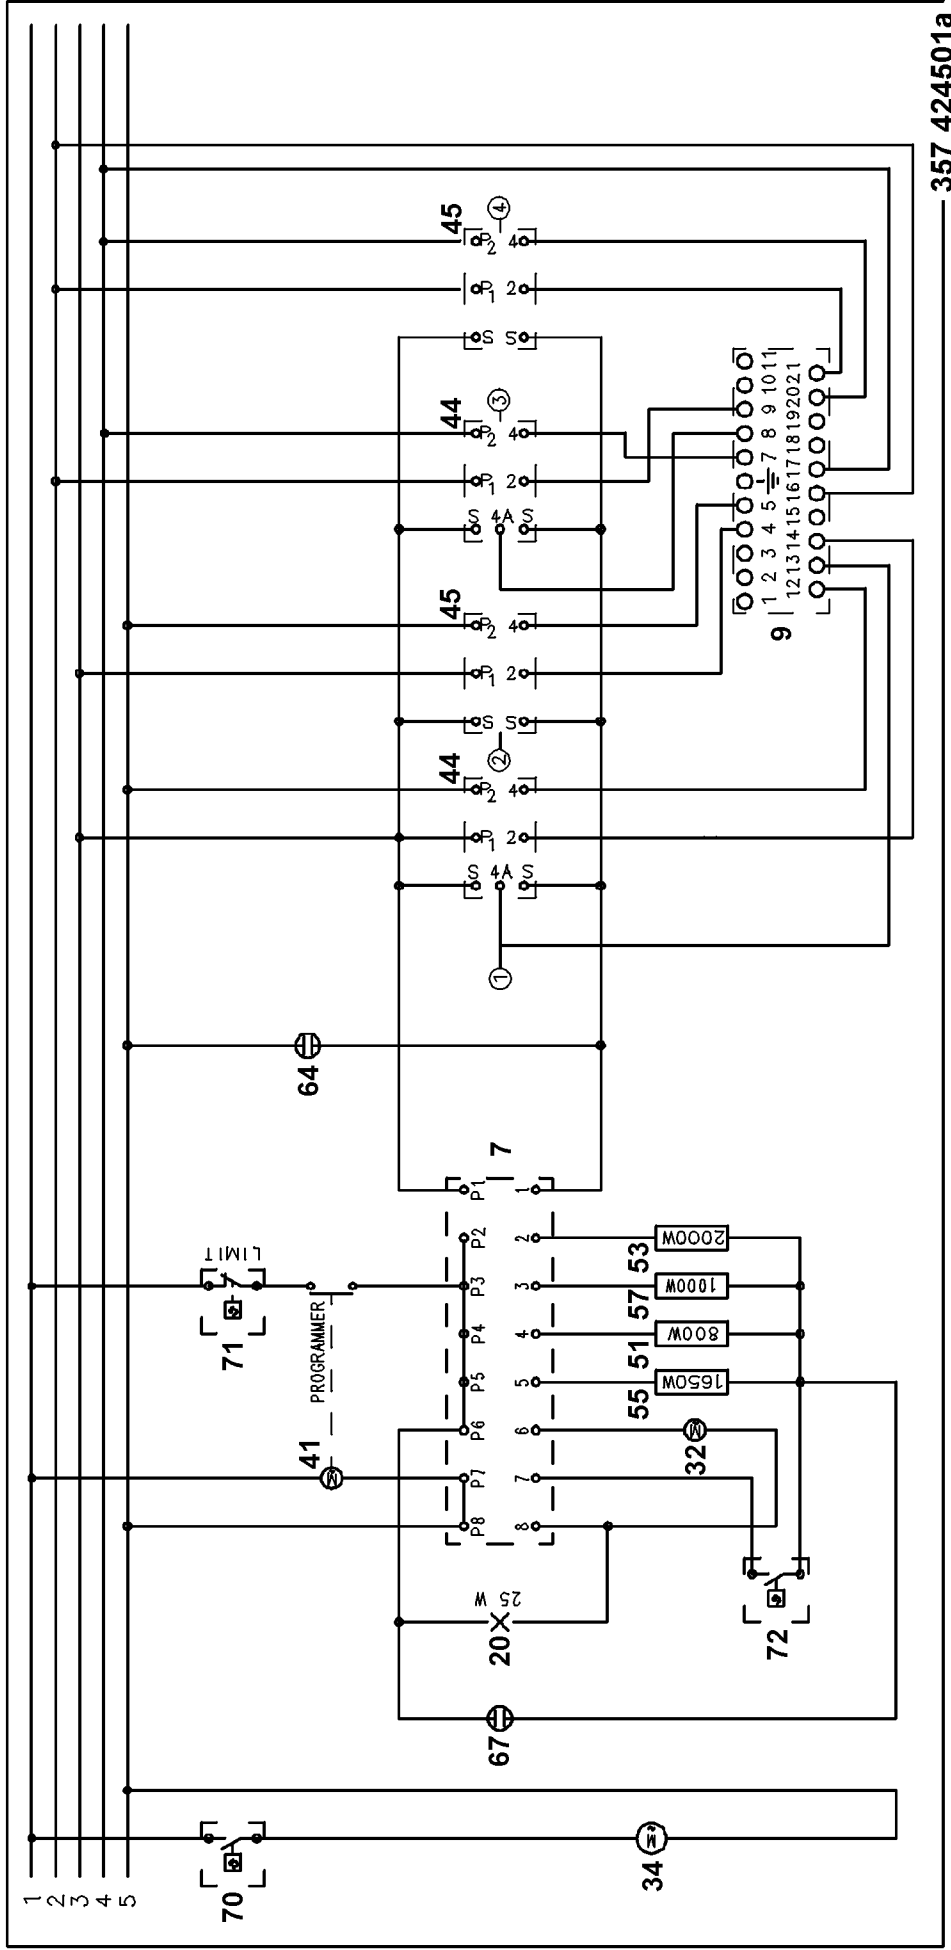 1
2
3
4
5
70
34
67
20
25 W
72
41
PROGRAMMER
71
LIMIT
P8 P7 P6 P5 P4 P3 P2 P1
8 7 6 5 4 3 2 1
7
32
55
1650W
51
800W
57
1000W
53
2000W
64
1
S 4A S
P1 2
P2 4
44
2
S S
P1 2
P2 4
45
S 4A S
P1 2
P2 4
44
3
S S
P1 2
P2 4
45
4
9
1 2 3 4 5 7 8 9 10 11
12 13 14 15 16 17 18 19 20 21
357 424501a